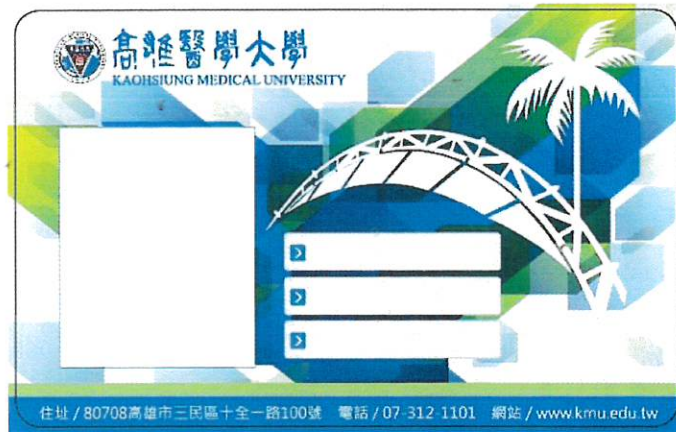 高雄醫學大學
KAOHSIUNG MEDICAL UNIVERSITY
住址 / 80708高雄市三民區十全一路100號 電話 / 07-312-1101 網站 / www.kmu.edu.tw